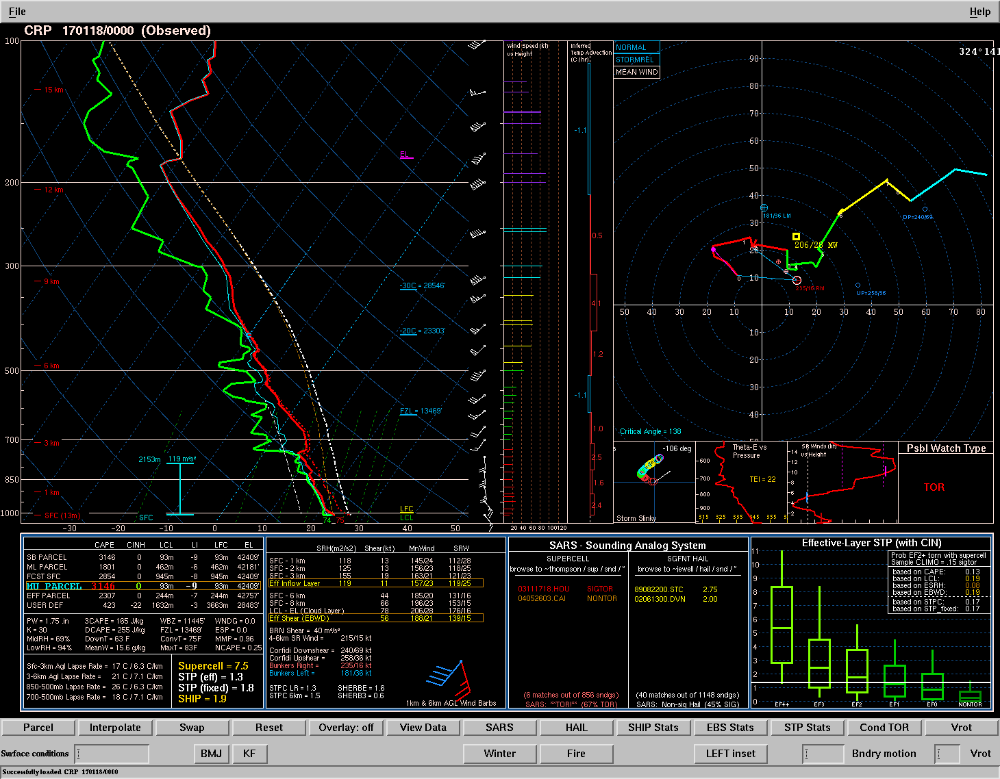 File
Help
CRP 170118/0000 (Observed)
100
200
300
400
500
700
850
1000
15 km
12 km
9 km
6 km
3 km
1 km
SFC (13m)
EL
-30C = 28546'
-20C = 23303'
FZL = 13469'
LFC
LCL
2153m
119 m²s²
SFC
74
75
-30 -20 -10 0 10 20 30 40 50
Wind Speed (kt)
vs Height
20 40 60 80 100120
Inferred
Temp Advection
(C / hr)
-1.1
0.5
4.1
1.2
-1.1
1.0
2.5
1.6
2.4
NORMAL
STORMREL
MEAN WIND
324°141
90
80
70
60
50
40
30
20
10
50 40 30 20 10 10 20 30 40 50 60 70 80
10
20
30
40
50
181/36 LM
206/28 MW
235/16 RM
DP=240/69
UP=258/36
Critical Angle = 138
-106 deg
Storm Slinky
Theta-E vs
Pressure
TEI = 22
600
700
800
900
315 325 335 345 355
SR Winds (kt)
vs Height
14
12
10
8
6
4
2
Psbl Watch Type
TOR
CAPE CINH LCL LI LFC EL
SB PARCEL 3146 0 93m -9 93m 42409'
ML PARCEL 1801 0 462m -6 462m 42181'
FCST SFC 2854 0 945m -8 945m 42409'
MU PARCEL 3146 0 93m -9 93m 42409'
EFF PARCEL 2307 0 244m -7 244m 42757'
USER DEF 423 -22 1632m -3 3663m 26483'
PW = 1.75 .in 3CAPE = 165 J/kg WBZ = 11445' WNDG = 0.0
K = 30 DCAPE = 255 J/kg FZL = 13469' ESP = 0.0
MidRH = 69% DownT = 63 F ConvT = 75F MMP = 0.96
LowRH = 94% MeanW = 15.6 g/kg MaxT = 83F NCAPE = 0.25
Sfc-3km Agl Lapse Rate = 17 C / 6.3 C/km
3-6km Agl Lapse Rate = 21 C / 7.1 C/km
850-500mb Lapse Rate = 26 C / 6.3 C/km
700-500mb Lapse Rate = 18 C / 7.1 C/km
Supercell = 7.5
STP (eff) = 1.3
STP (fixed) = 1.8
SHIP = 1.9
SRH(m2/s2) Shear(kt) MnWind SRW
SFC - 1 km 118 13 145/24 112/28
SFC - 2 km 125 13 156/23 118/25
SFC - 3 km 155 19 163/21 121/23
Eff Inflow Layer 119 11 157/23 119/25
SFC - 6 km 44 185/20 131/16
SFC - 8 km 66 196/23 153/15
LCL - EL (Cloud Layer) 78 206/28 176/16
Eff Shear (EBWD) 56 188/21 139/15
BRN Shear = 40 m²/s²
4-6km SR Wind = 215/15 kt
Corfidi Downshear = 240/69 kt
Corfidi Upshear = 258/36 kt
Bunkers Right = 235/16 kt
Bunkers Left = 181/36 kt
STPC LR = 1.3 SHERBE = 1.6
STPC 6km = 1.5 SHERB3 = 0.6
1km & 6km AGL Wind Barbs
SARS - Sounding Analog System
SUPERCELL
browse to ~thompson / sup / snd / *
03111718.HOU SIGTOR
04052603.CAI NONTOR
(6 matches out of 856 sndgs)
SARS: **TOR!** (67% TOR)
SGFNT HAIL
browse to ~jewell / hail / snd / *
89082200.STC 2.75
02061300.DVN 2.00
(40 matches out of 1148 sndgs)
SARS: Non-sig Hail (45% SIG)
Effective-Layer STP (with CIN)
Prob EF2+ torn with supercell
Sample CLIMO = .15 sigtor
based on CAPE: 0.13
based on LCL: 0.19
based on ESRH: 0.08
based on EBWD: 0.19
based on STPC: 0.17
based on STP_fixed: 0.17
11
10
9
8
7
6
5
4
3
2
1
0
EF4+ EF3 EF2 EF1 EF0 NONTOR
Parcel
Interpolate
Swap
Reset
Overlay: off
View Data
SARS
HAIL
SHIP Stats
EBS Stats
STP Stats
Cond TOR
Vrot
Surface conditions
BMJ
KF
Winter
Fire
LEFT inset
Bndry motion
Vrot
Successfully loaded CRP 170118/0000